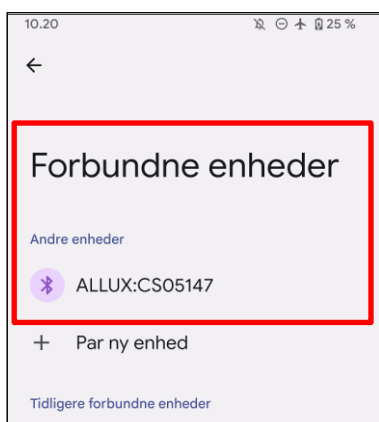 10.20 25 %
Forbundne enheder
Andre enheder
ALLUX:CS05147
Par ny enhed
Tidligere forbundne enheder